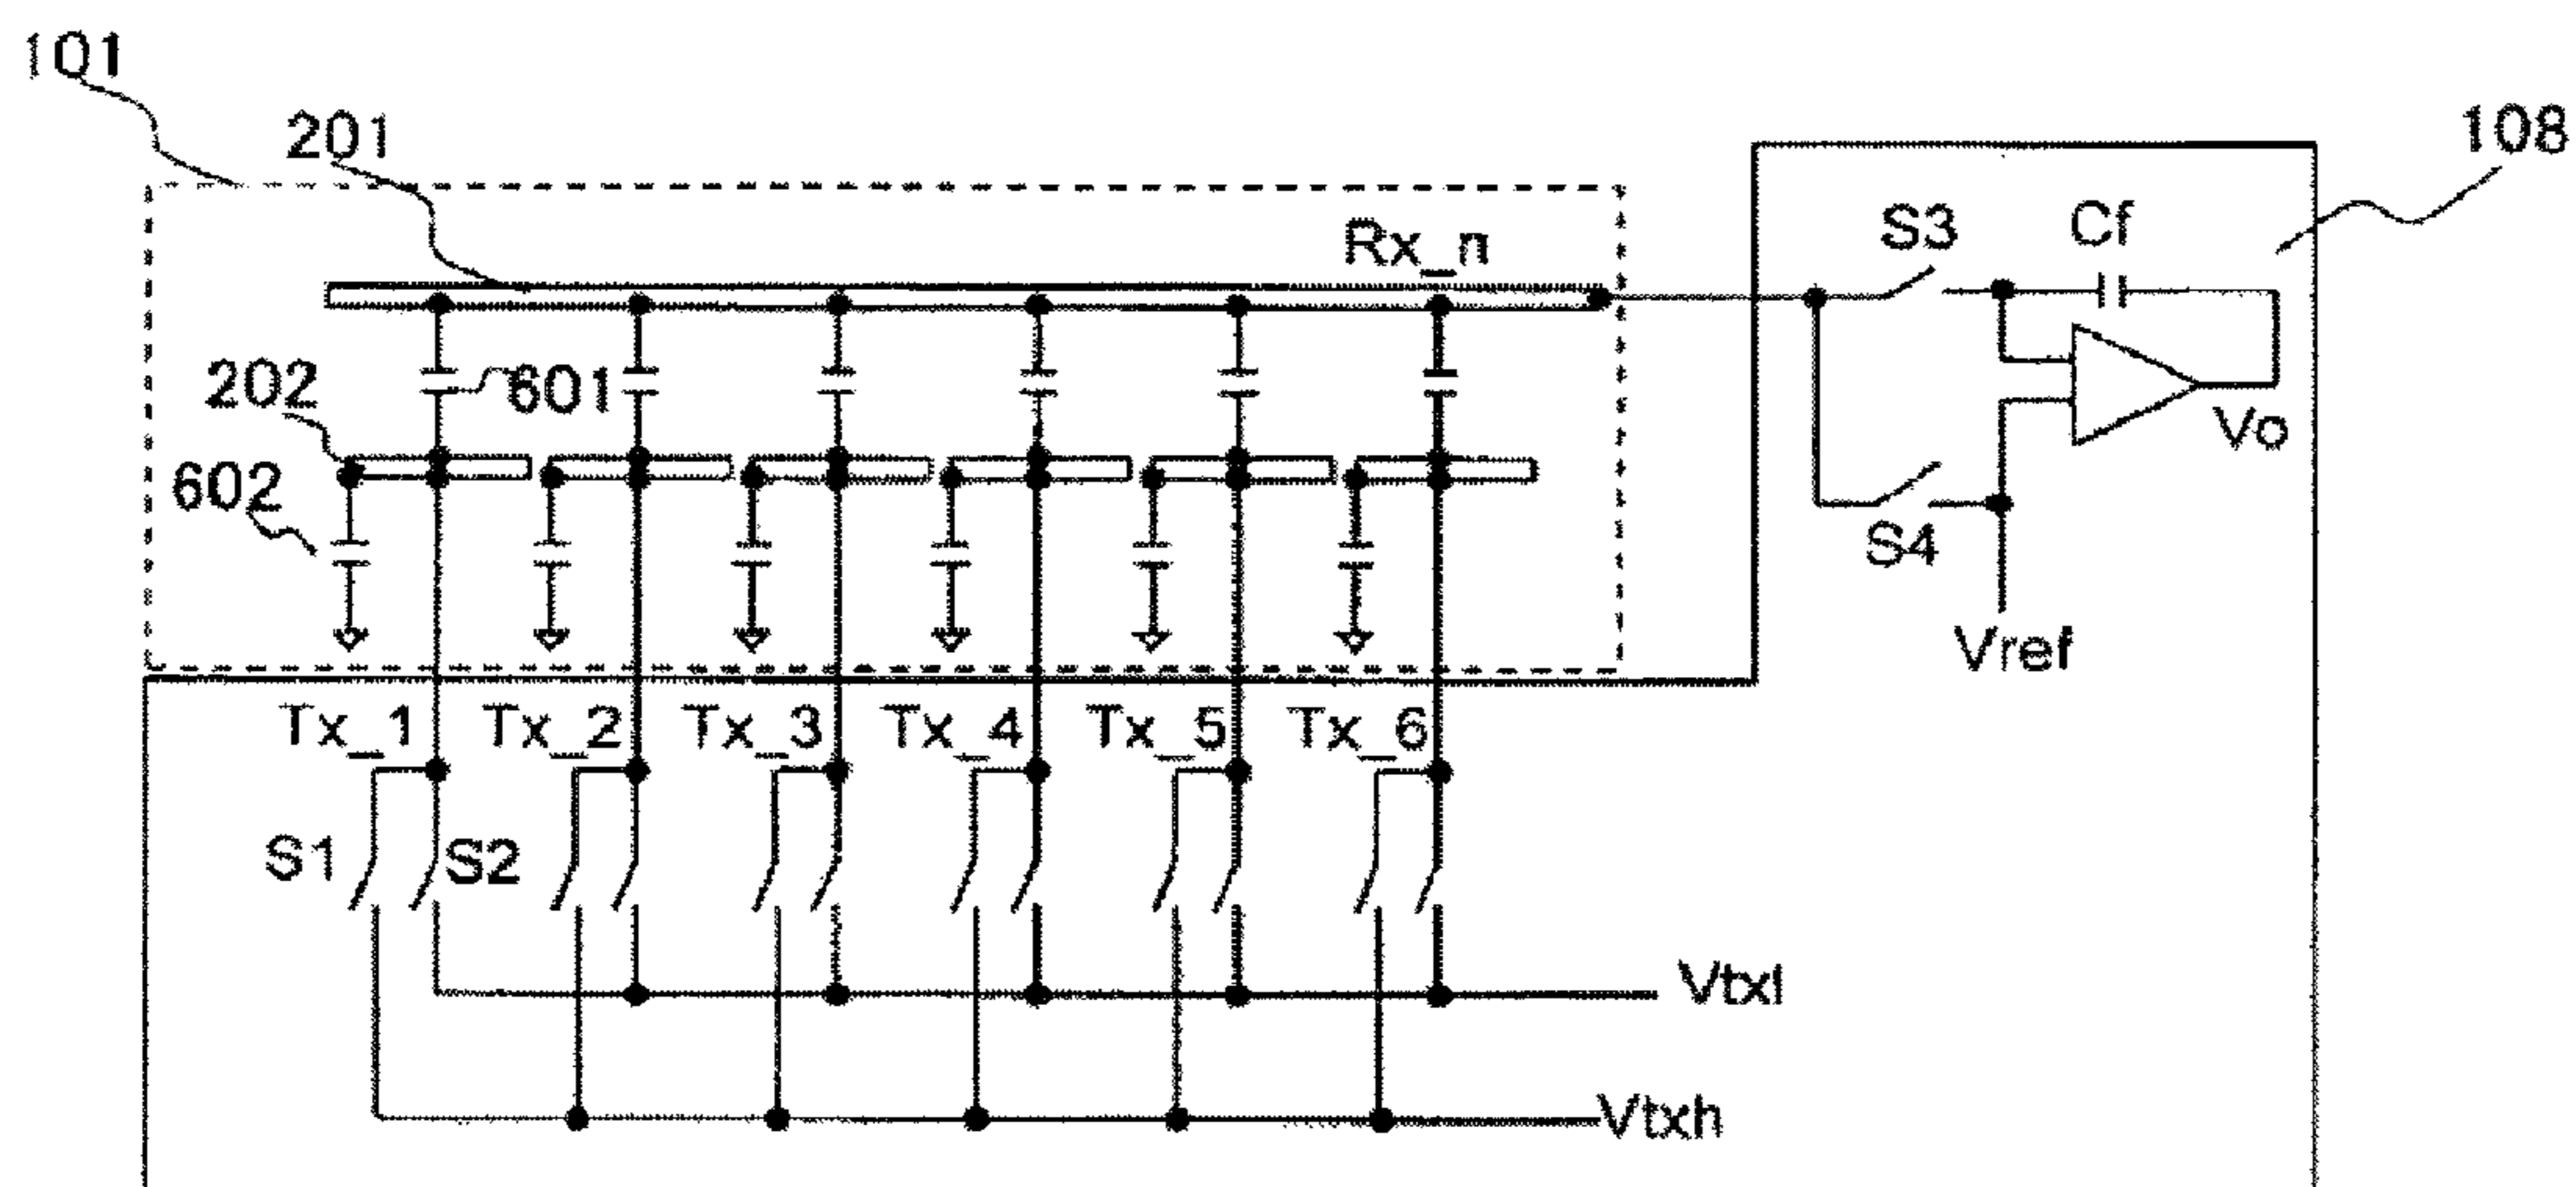 101
201
108
Rx_n
S3
Cf
202
601
602
Vo
S4
Vref
Tx_1
Tx_2
Tx_3
Tx_4
Tx_5
Tx_6
S1
S2
Vtxl
Vtxh